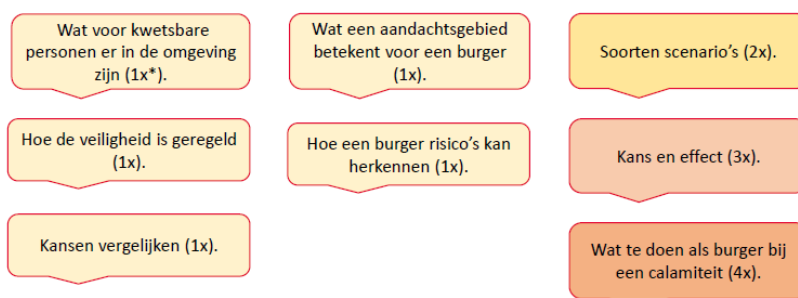 Wat voor kwetsbare
personen er in de omgeving
zijn (1x*).
Wat een aandachtsgebied
betekent voor een burger
(1x).
Soorten scenario's (2x).
Hoe de veiligheid is geregeld
(1x).
Hoe een burger risico's kan
herkennen (1x).
Kans en effect (3x).
Kansen vergelijken (1x).
Wat te doen als burger bij
een calamiteit (4x).